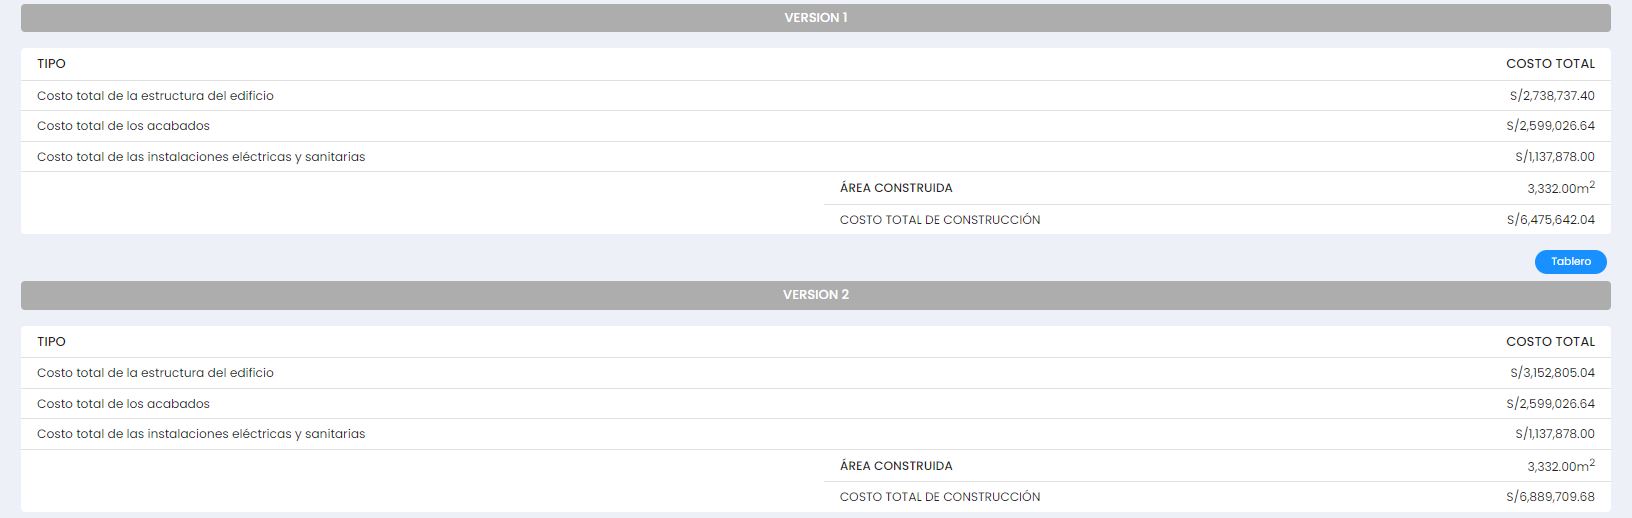 VERSION 1
TIPO COSTO TOTAL
Costo total de la estructura del edificio S/2,738,737.40
Costo total de los acabados S/2,599,026.64
Costo total de las instalaciones eléctricas y sanitarias S/1,137,878.00
ÁREA CONSTRUIDA 3,332.00m²
COSTO TOTAL DE CONSTRUCCIÓN S/6,475,642.04
Tablero
VERSION 2
TIPO COSTO TOTAL
Costo total de la estructura del edificio S/3,152,805.04
Costo total de los acabados S/2,599,026.64
Costo total de las instalaciones eléctricas y sanitarias S/1,137,878.00
ÁREA CONSTRUIDA 3,332.00m²
COSTO TOTAL DE CONSTRUCCIÓN S/6,889,709.68